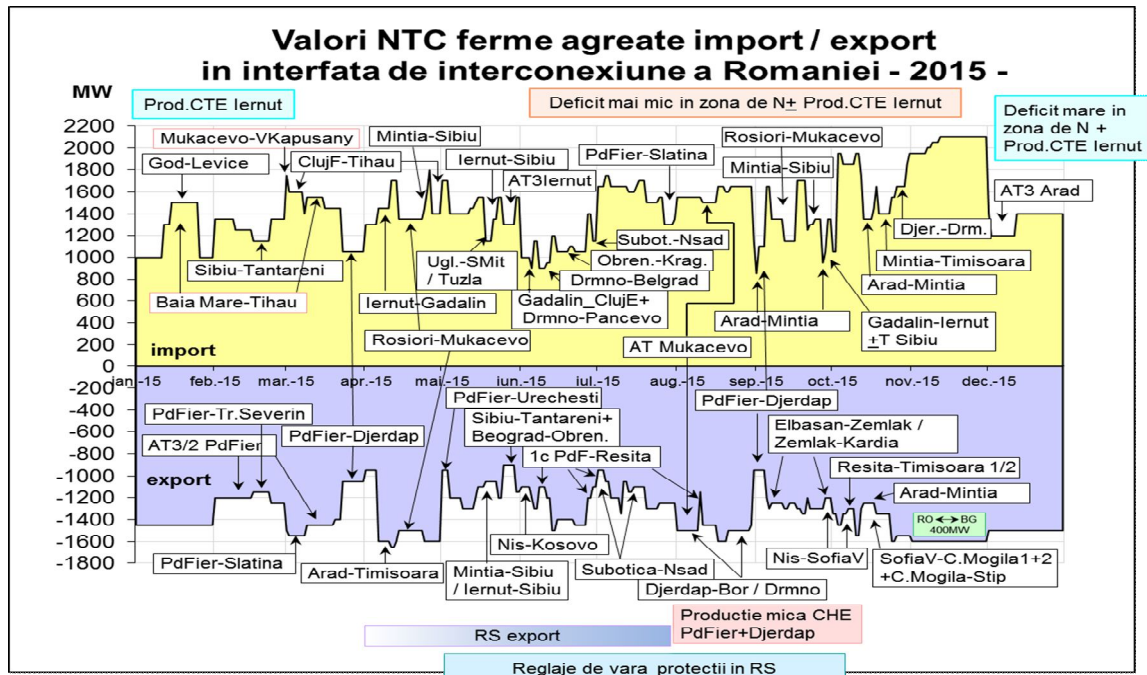 Valori NTC ferme agreate import / export
in interfata de interconexiune a Romaniei - 2015 -
MW
Prod.CTE Iernut
Deficit mai mic in zona de N+ Prod.CTE Iernut
Deficit mare in
zona de N +
Prod.CTE Iernut
2200
2000
1800
1600
1400
1200
1000
800
600
400
200
0
-200
-400
-600
-800
-1000
-1200
-1400
-1600
-1800
Mukacevo-VKapusany
Mintia-Sibiu
Rosiori-Mukacevo
God-Levice
ClujF-Tihau
Iernut-Sibiu
PdFier-Slatina
Mintia-Sibiu
AT3Iernut
AT3 Arad
Djer.-Drm.
Sibiu-Tantareni
Ugl.-SMit
/ Tuzla
Subot.-Nsad
Obren.-Krag.
Mintia-Timisoara
Drmno-Belgrad
Arad-Mintia
Baia Mare-Tihau
Iernut-Gadalin
Gadalin_ClujE+
Drmno-Pancevo
Arad-Mintia
Gadalin-Iernut
+T Sibiu
Rosiori-Mukacevo
AT Mukacevo
import
jan.-15
feb.-15
mar.-15
apr.-15
mai.-15
iun.-15
iul.-15
aug.-15
sep.-15
oct.-15
nov.-15
dec.-15
PdFier-Urechesti
PdFier-Djerdap
PdFier-Tr.Severin
Sibiu-Tantareni+
Beograd-Obren.
Elbasan-Zemlak /
Zemlak-Kardia
PdFier-Djerdap
AT3/2 PdFier
1c PdF-Resita
Resita-Timisoara 1/2
export
Arad-Mintia
RO ↔ BG
400MW
Nis-Kosovo
Nis-SofiaV
SofiaV-C.Mogila1+2
+C.Mogila-Stip
PdFier-Slatina
Arad-Timisoara
Mintia-Sibiu
/ Iernut-Sibiu
Subotica-Nsad
Djerdap-Bor / Drmno
Productie mica CHE
PdFier+Djerdap
RS export
Reglaje de vara protectii in RS